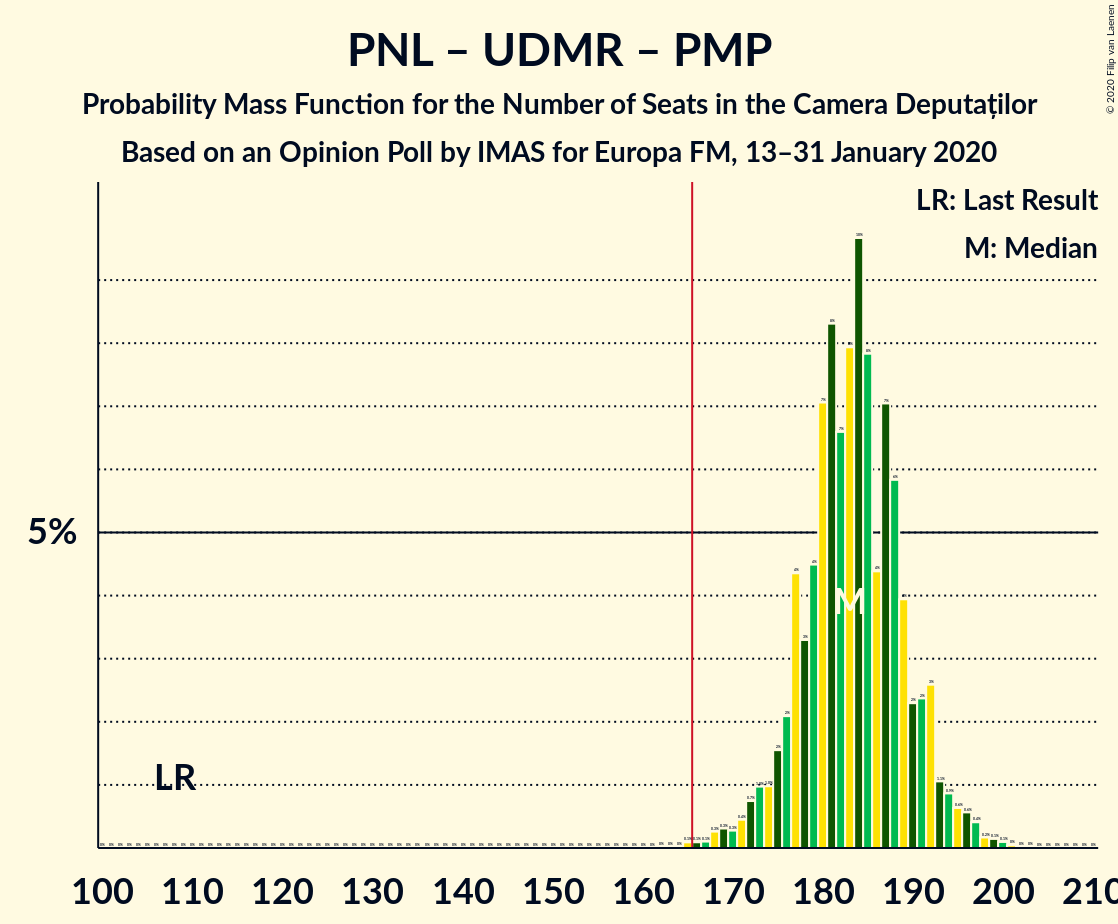 PNL – UDMR – PMP
Probability Mass Function for the Number of Seats in the Camera Deputaților
Based on an Opinion Poll by IMAS for Europa FM, 13–31 January 2020
© 2020 Filip van Laenen
LR: Last Result
M: Median
5%
LR
M
100 110 120 130 140 150 160 170 180 190 200 210